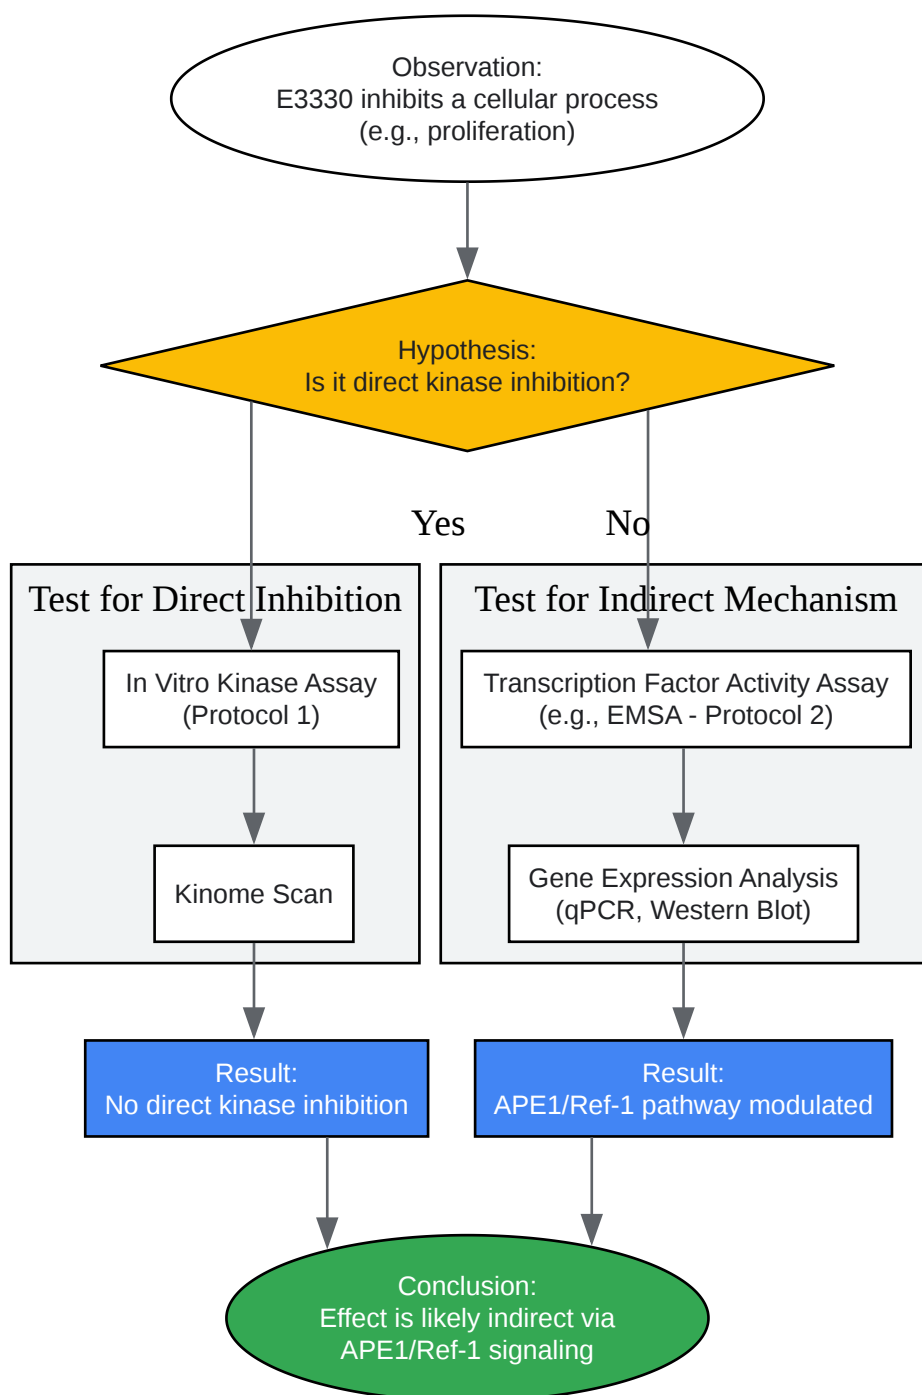 Observation:
E3330 inhibits a cellular process
(e.g., proliferation)
Hypothesis:
Is it direct kinase inhibition?
Yes
No
Test for Direct Inhibition
In Vitro Kinase Assay
(Protocol 1)
Kinome Scan
Test for Indirect Mechanism
Transcription Factor Activity Assay
(e.g., EMSA - Protocol 2)
Gene Expression Analysis
(qPCR, Western Blot)
Result:
No direct kinase inhibition
Result:
APE1/Ref-1 pathway modulated
Conclusion:
Effect is likely indirect via
APE1/Ref-1 signaling